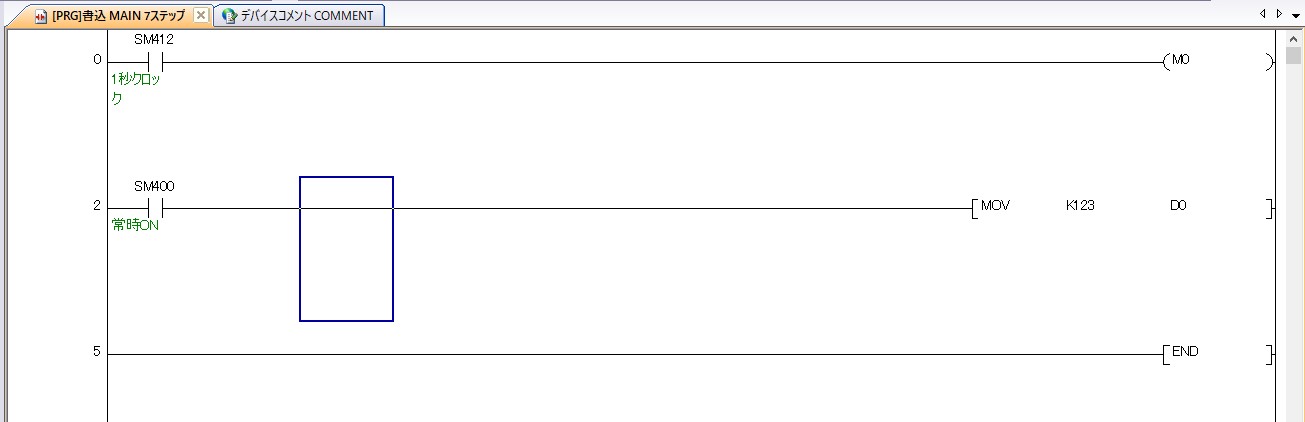 [PRG]書込 MAIN 7ステップ
デバイスコメント COMMENT
SM412
0
M0
1秒クロッ
ク
SM400
2
MOV K123 D0
常時ON
5
END